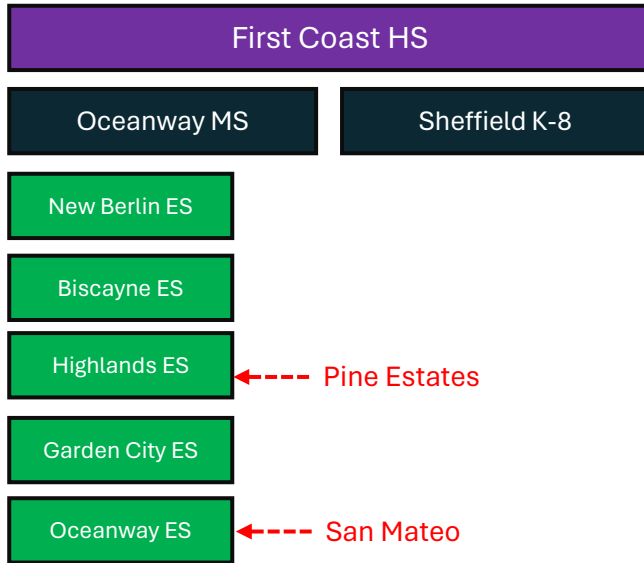 First Coast HS
Oceanway MS
Sheffield K-8
New Berlin ES
Biscayne ES
Highlands ES
Pine Estates
Garden City ES
Oceanway ES
San Mateo